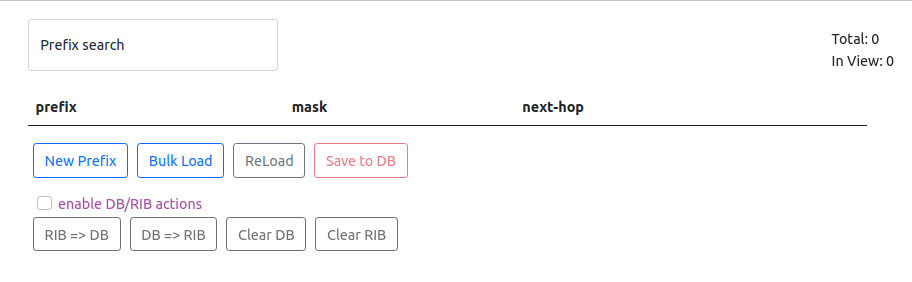 Prefix search
Total: 0
In View: 0
prefix mask next-hop
New Prefix Bulk Load ReLoad Save to DB
enable DB/RIB actions
RIB => DB DB => RIB Clear DB Clear RIB